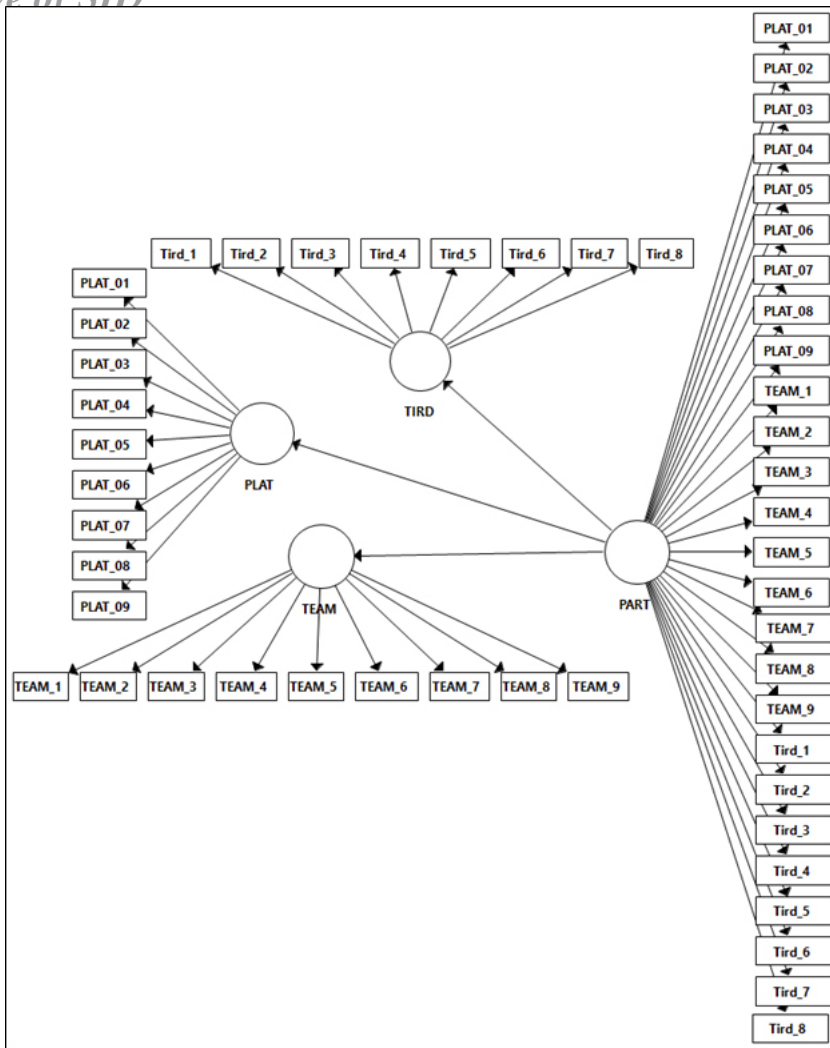 PLAT_01
PLAT_02
PLAT_03
PLAT_04
PLAT_05
PLAT_06
PLAT_07
PLAT_08
PLAT_09
TEAM_1
TEAM_2
TEAM_3
TEAM_4
TEAM_5
TEAM_6
TEAM_7
TEAM_8
TEAM_9
Tird_1
Tird_2
Tird_3
Tird_4
Tird_5
Tird_6
Tird_7
Tird_8
Tird_1 Tird_2 Tird_3 Tird_4 Tird_5 Tird_6 Tird_7 Tird_8
TIRD
PLAT_01
PLAT_02
PLAT_03
PLAT_04
PLAT_05
PLAT_06
PLAT_07
PLAT_08
PLAT_09
PLAT
TEAM
PART
TEAM_1 TEAM_2 TEAM_3 TEAM_4 TEAM_5 TEAM_6 TEAM_7 TEAM_8 TEAM_9